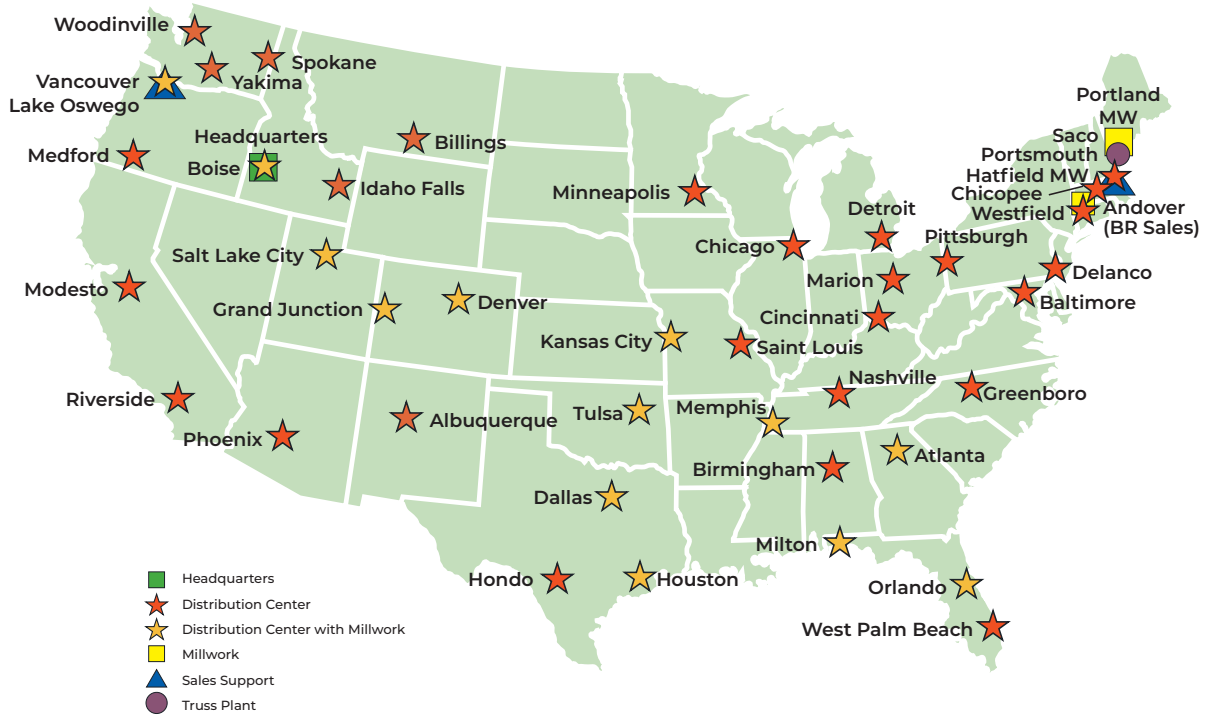 Woodinville
Spokane
Yakima
Vancouver
Lake Oswego
Portland
MW
Saco
Portsmouth
Hatfield MW
Chicopee
Westfield
Andover
(BR Sales)
Headquarters
Boise
Medford
Billings
Idaho Falls
Minneapolis
Detroit
Pittsburgh
Chicago
Salt Lake City
Marion
Delanco
Modesto
Grand Junction
Denver
Baltimore
Cincinnati
Kansas City
Saint Louis
Nashville
Greenboro
Riverside
Phoenix
Albuquerque
Tulsa
Memphis
Atlanta
Birmingham
Dallas
Milton
Hondo
Houston
Orlando
West Palm Beach
Headquarters
Distribution Center
Distribution Center with Millwork
Millwork
Sales Support
Truss Plant